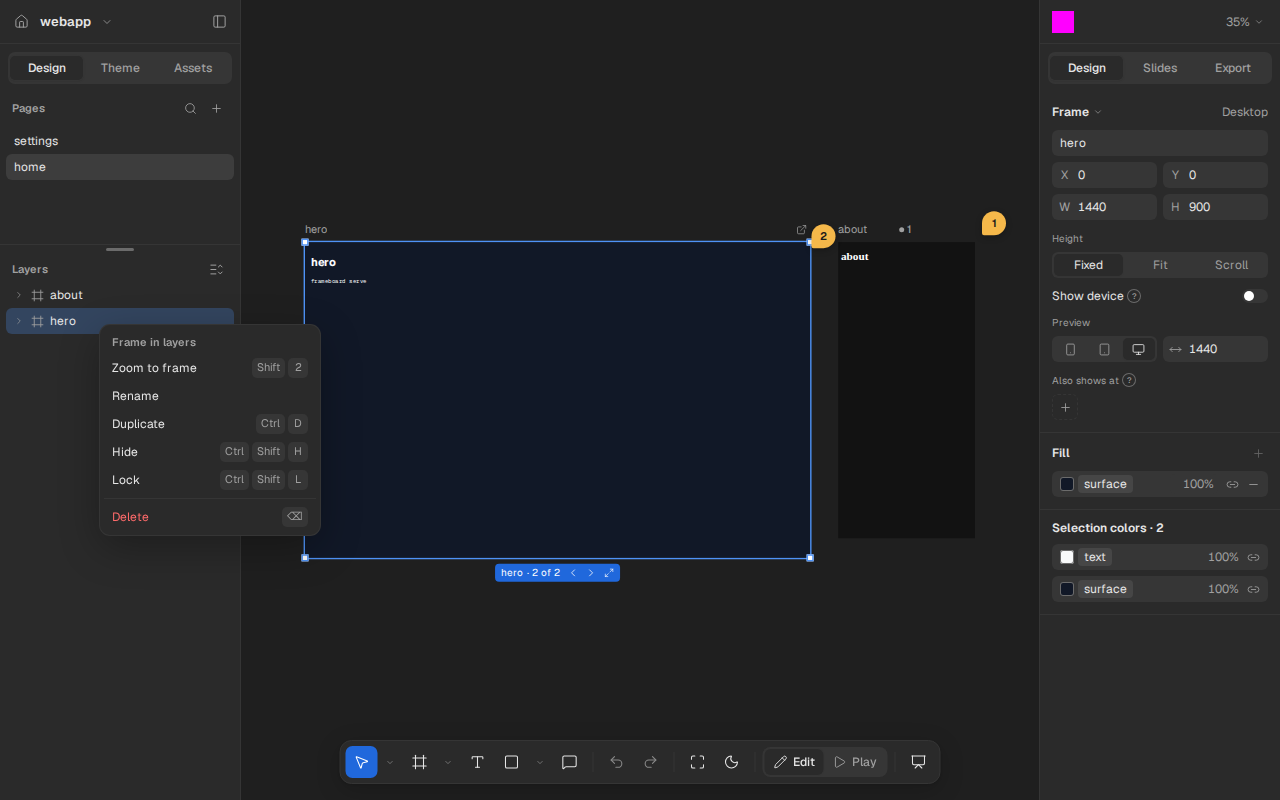 webapp
Design Theme Assets
Pages
settings
home
Layers
about
hero
Frame in layers
Zoom to frame Shift 2
Rename
Duplicate Ctrl D
Hide Ctrl Shift H
Lock Ctrl Shift L
Delete ⌫
hero
2
about 1
1
hero
frameboard serve
about
hero · 2 of 2
Edit Play
35%
Design Slides Export
Frame Desktop
hero
X 0 Y 0
W 1440 H 900
Height
Fixed Fit Scroll
Show device ?
Preview
1440
Also shows at ?
Fill
surface 100%
Selection colors · 2
text 100%
surface 100%